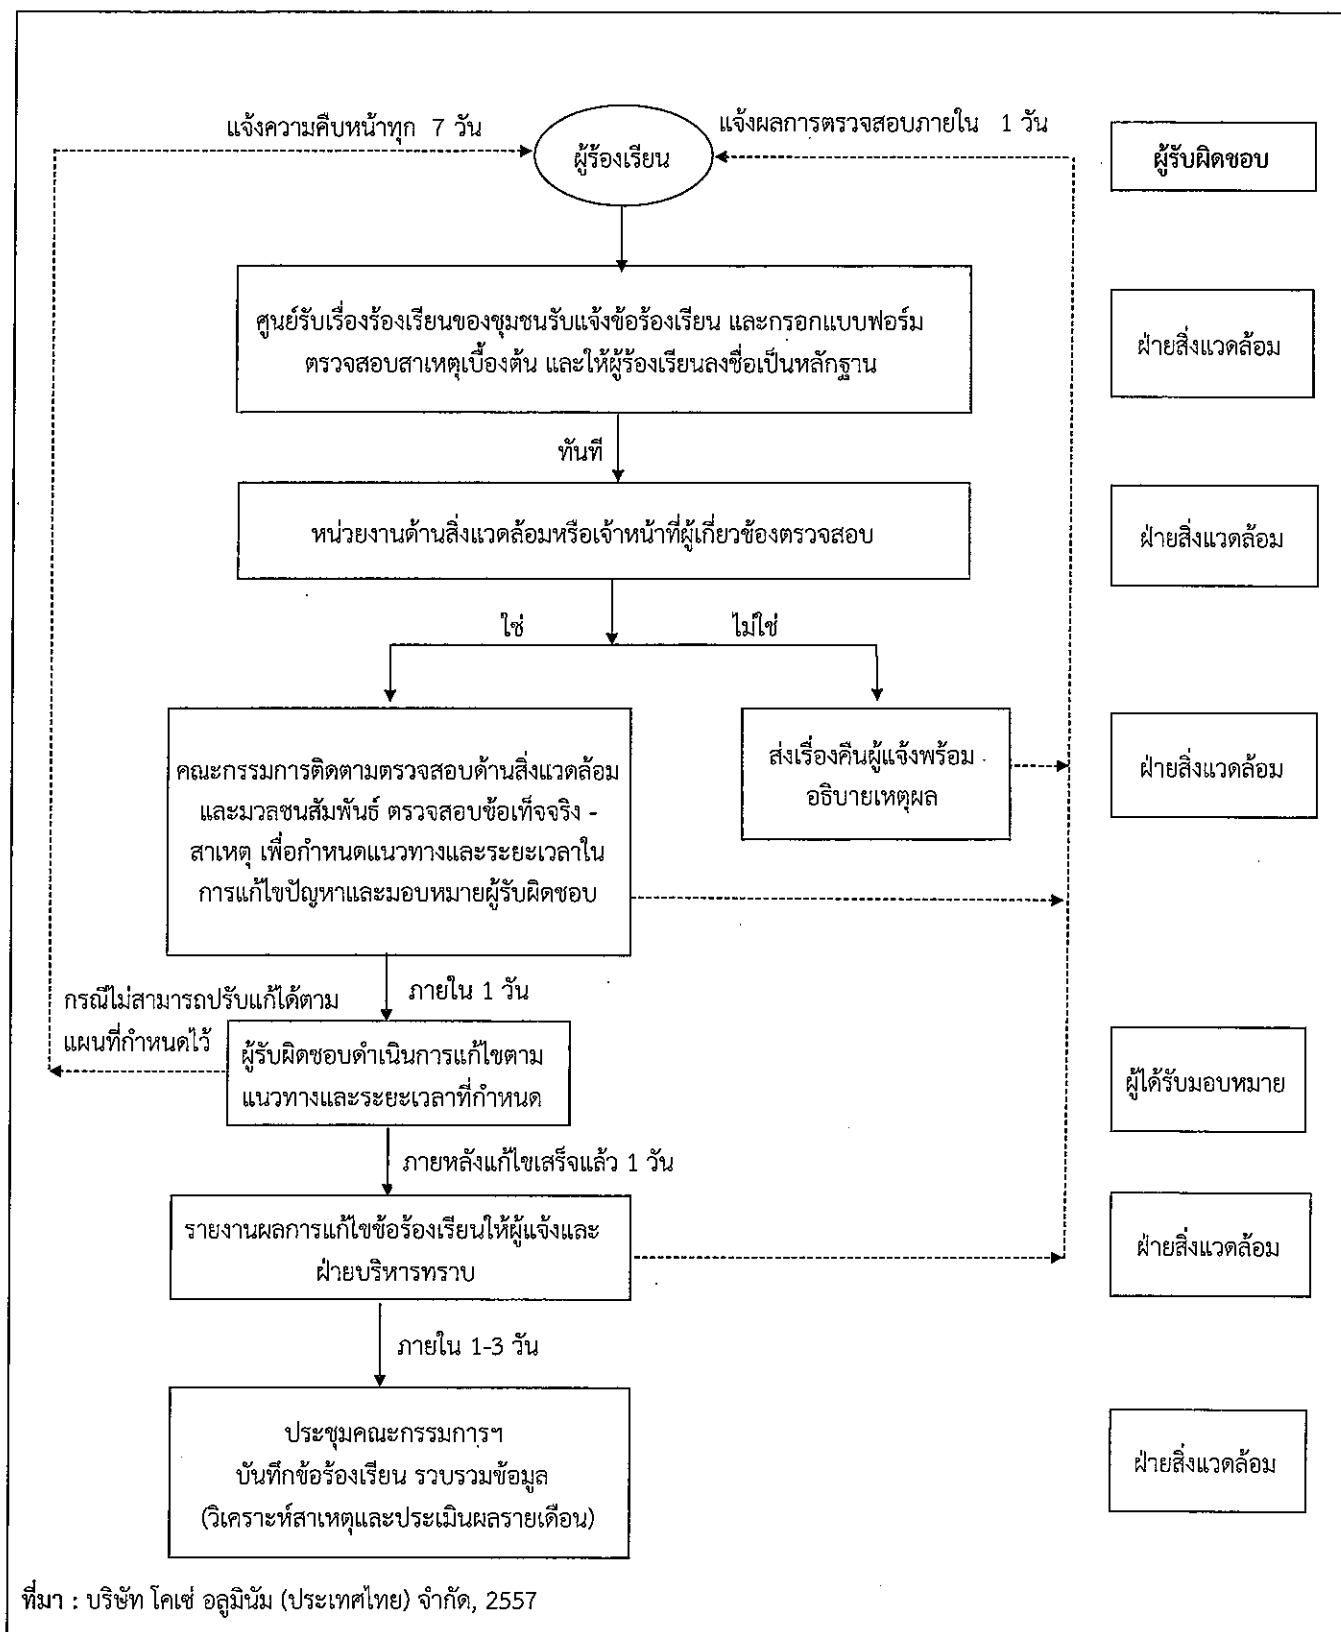 แจ้งความคืบหน้าทุก 7 วัน
ผู้ร้องเรียน
แจ้งผลการตรวจสอบภายใน 1 วัน
ผู้รับผิดชอบ
ศูนย์รับเรื่องร้องเรียนของชุมชนรับแจ้งข้อร้องเรียน และกรอกแบบฟอร์ม
ตรวจสอบสาเหตุเบื้องต้น และให้ผู้ร้องเรียนลงชื่อเป็นหลักฐาน
ฝ่ายสิ่งแวดล้อม
ทันที
หน่วยงานด้านสิ่งแวดล้อมหรือเจ้าหน้าที่ผู้เกี่ยวข้องตรวจสอบ
ฝ่ายสิ่งแวดล้อม
ใช่
ไม่ใช่
คณะกรรมการติดตามตรวจสอบด้านสิ่งแวดล้อม
และมวลชนสัมพันธ์ ตรวจสอบข้อเท็จจริง -
สาเหตุ เพื่อกำหนดแนวทางและระยะเวลาใน
การแก้ไขปัญหาและมอบหมายผู้รับผิดชอบ
ส่งเรื่องคืนผู้แจ้งพร้อม
อธิบายเหตุผล
ฝ่ายสิ่งแวดล้อม
ภายใน 1 วัน
กรณีไม่สามารถปรับแก้ได้ตาม
แผนที่กำหนดไว้
ผู้รับผิดชอบดำเนินการแก้ไขตาม
แนวทางและระยะเวลาที่กำหนด
ผู้ได้รับมอบหมาย
ภายหลังแก้ไขเสร็จแล้ว 1 วัน
รายงานผลการแก้ไขข้อร้องเรียนให้ผู้แจ้งและ
ฝ่ายบริหารทราบ
ฝ่ายสิ่งแวดล้อม
ภายใน 1-3 วัน
ประชุมคณะกรรมการฯ
บันทึกข้อร้องเรียน รวบรวมข้อมูล
(วิเคราะห์สาเหตุและประเมินผลรายเดือน)
ฝ่ายสิ่งแวดล้อม
ที่มา : บริษัท โคเซ่ อลูมินัม (ประเทศไทย) จำกัด, 2557